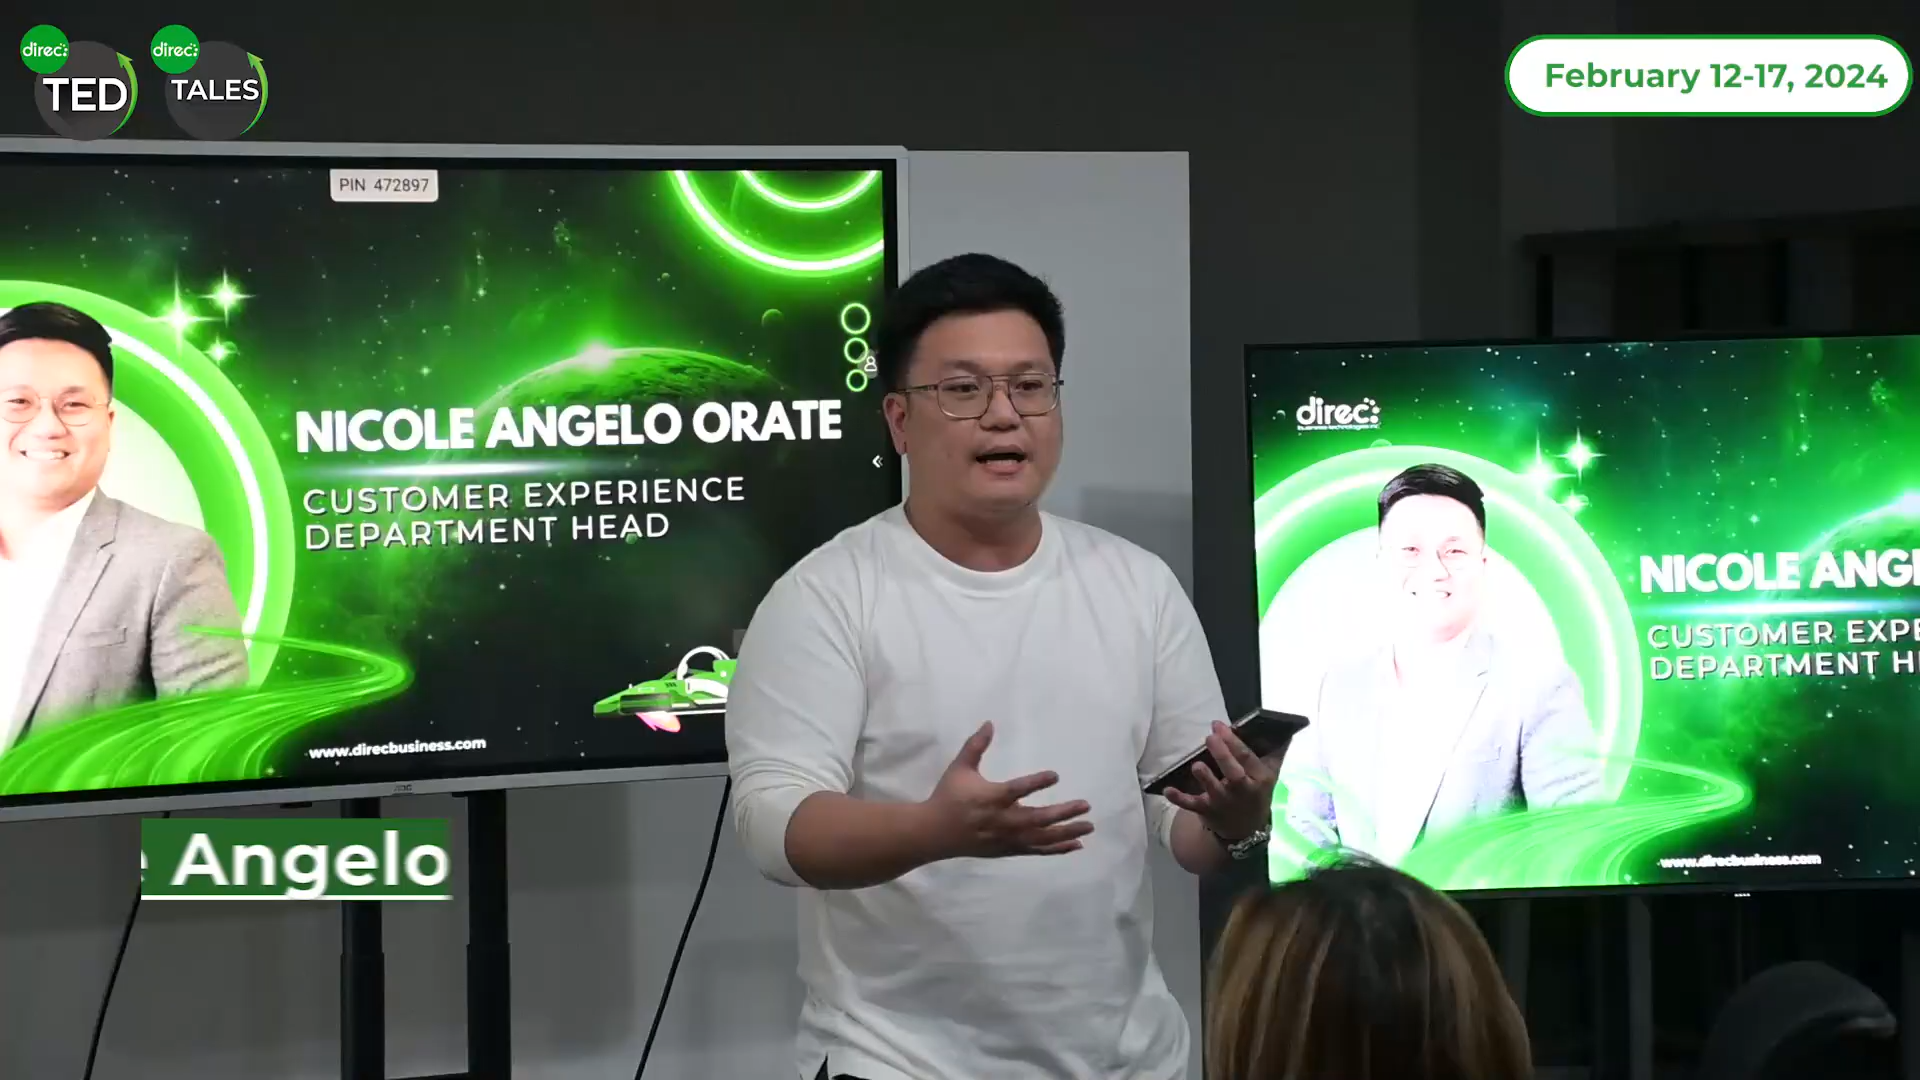 direc
TED
direc
TALES
February 12-17, 2024
PIN 472897
NICOLE ANGELO ORATE
CUSTOMER EXPERIENCE
DEPARTMENT HEAD
www.direcbusiness.com
direc
NICOLE ANG
CUSTOMER EXPE
DEPARTMENT H
www.direcbusiness.com
e Angelo